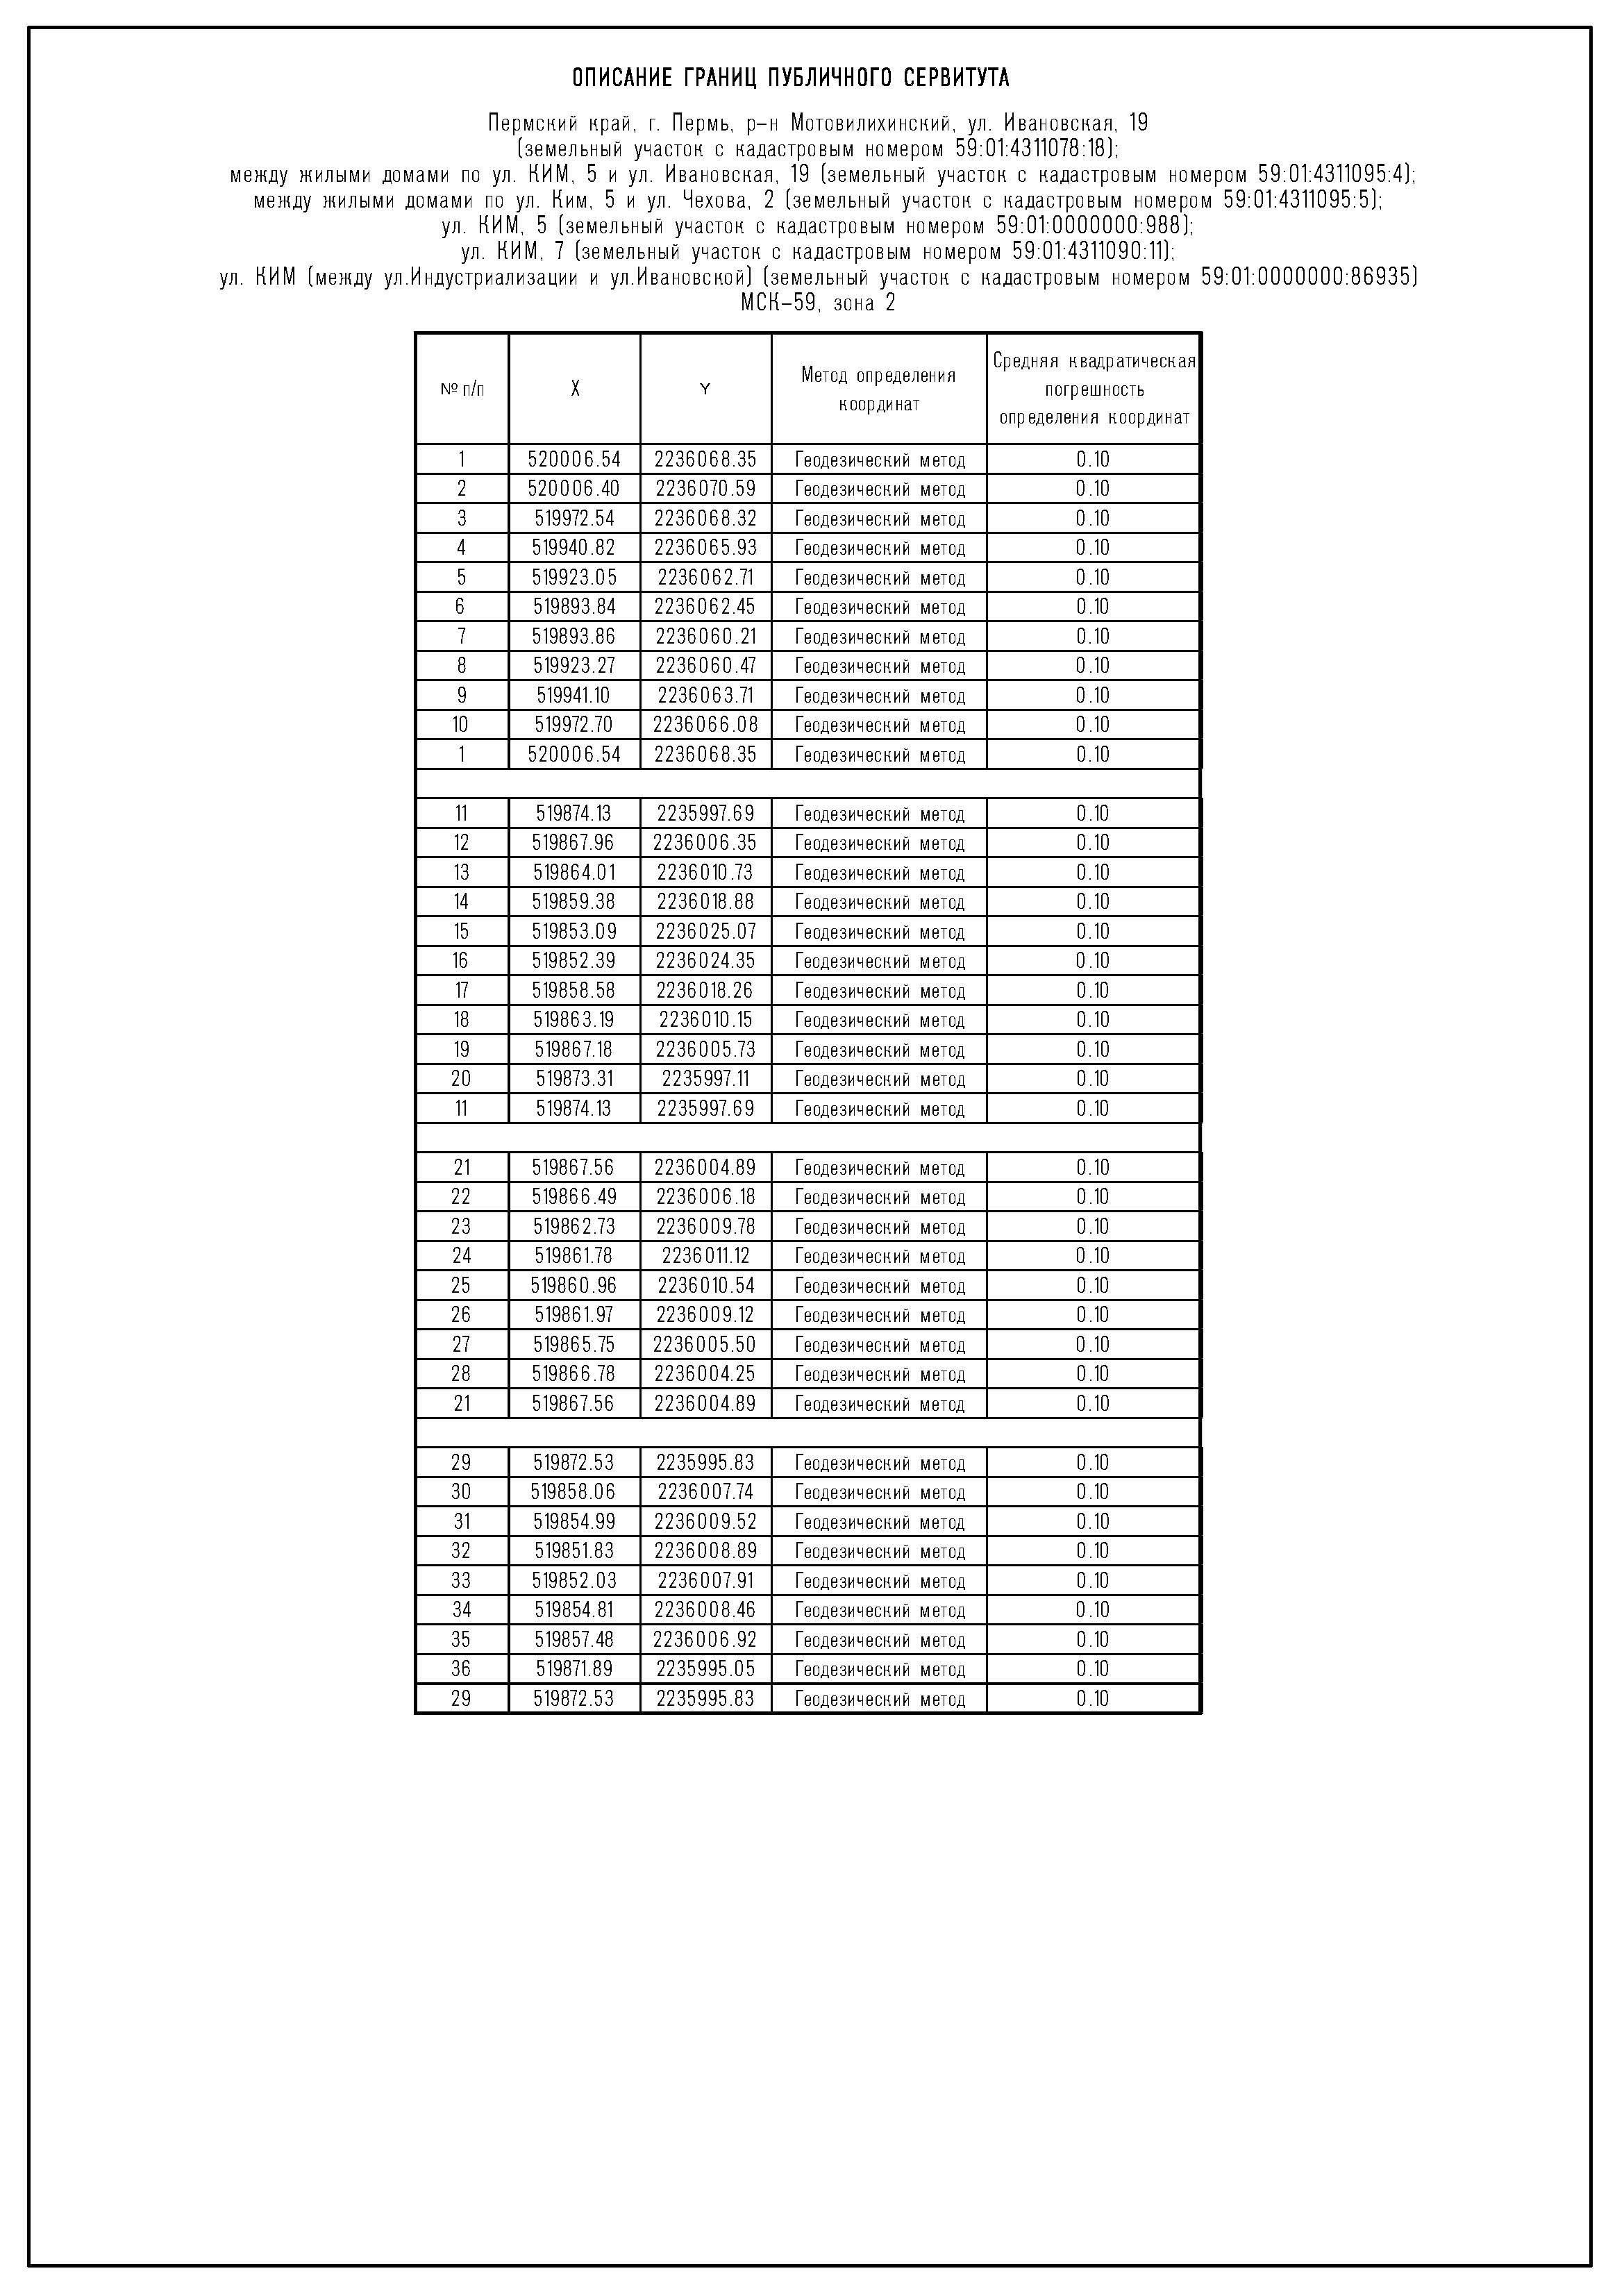 ОПИСАНИЕ ГРАНИЦ ПУБЛИЧНОГО СЕРВИТУТА
Пермский край, г. Пермь, р-н Мотовилихинский, ул. Ивановская, 19
(земельный участок с кадастровым номером 59:01:4311078:18);
между жилыми домами по ул. КИМ, 5 и ул. Ивановская, 19 (земельный участок с кадастровым номером 59:01:4311095:4);
между жилыми домами по ул. Ким, 5 и ул. Чехова, 2 (земельный участок с кадастровым номером 59:01:4311095:5);
ул. КИМ, 5 (земельный участок с кадастровым номером 59:01:0000000:988);
ул. КИМ, 7 (земельный участок с кадастровым номером 59:01:4311090:11);
ул. КИМ (между ул.Индустриализации и ул.Ивановской) (земельный участок с кадастровым номером 59:01:0000000:86935)
МСК-59, зона 2
№ п/п X Y Метод определения координат Средняя квадратическая погрешность определения координат
1 520006.54 2236068.35 Геодезический метод 0.10
2 520006.40 2236070.59 Геодезический метод 0.10
3 519972.54 2236068.32 Геодезический метод 0.10
4 519940.82 2236065.93 Геодезический метод 0.10
5 519923.05 2236062.71 Геодезический метод 0.10
6 519893.84 2236062.45 Геодезический метод 0.10
7 519893.86 2236060.21 Геодезический метод 0.10
8 519923.27 2236060.47 Геодезический метод 0.10
9 519941.10 2236063.71 Геодезический метод 0.10
10 519972.70 2236066.08 Геодезический метод 0.10
1 520006.54 2236068.35 Геодезический метод 0.10
11 519874.13 2235997.69 Геодезический метод 0.10
12 519867.96 2236006.35 Геодезический метод 0.10
13 519864.01 2236010.73 Геодезический метод 0.10
14 519859.38 2236018.88 Геодезический метод 0.10
15 519853.09 2236025.07 Геодезический метод 0.10
16 519852.39 2236024.35 Геодезический метод 0.10
17 519858.58 2236018.26 Геодезический метод 0.10
18 519863.19 2236010.15 Геодезический метод 0.10
19 519867.18 2236005.73 Геодезический метод 0.10
20 519873.31 2235997.11 Геодезический метод 0.10
11 519874.13 2235997.69 Геодезический метод 0.10
21 519867.56 2236004.89 Геодезический метод 0.10
22 519866.49 2236006.18 Геодезический метод 0.10
23 519862.73 2236009.78 Геодезический метод 0.10
24 519861.78 2236011.12 Геодезический метод 0.10
25 519860.96 2236010.54 Геодезический метод 0.10
26 519861.97 2236009.12 Геодезический метод 0.10
27 519865.75 2236005.50 Геодезический метод 0.10
28 519866.78 2236004.25 Геодезический метод 0.10
21 519867.56 2236004.89 Геодезический метод 0.10
29 519872.53 2235995.83 Геодезический метод 0.10
30 519858.06 2236007.74 Геодезический метод 0.10
31 519854.99 2236009.52 Геодезический метод 0.10
32 519851.83 2236008.89 Геодезический метод 0.10
33 519852.03 2236007.91 Геодезический метод 0.10
34 519854.81 2236008.46 Геодезический метод 0.10
35 519857.48 2236006.92 Геодезический метод 0.10
36 519871.89 2235995.05 Геодезический метод 0.10
29 519872.53 2235995.83 Геодезический метод 0.10